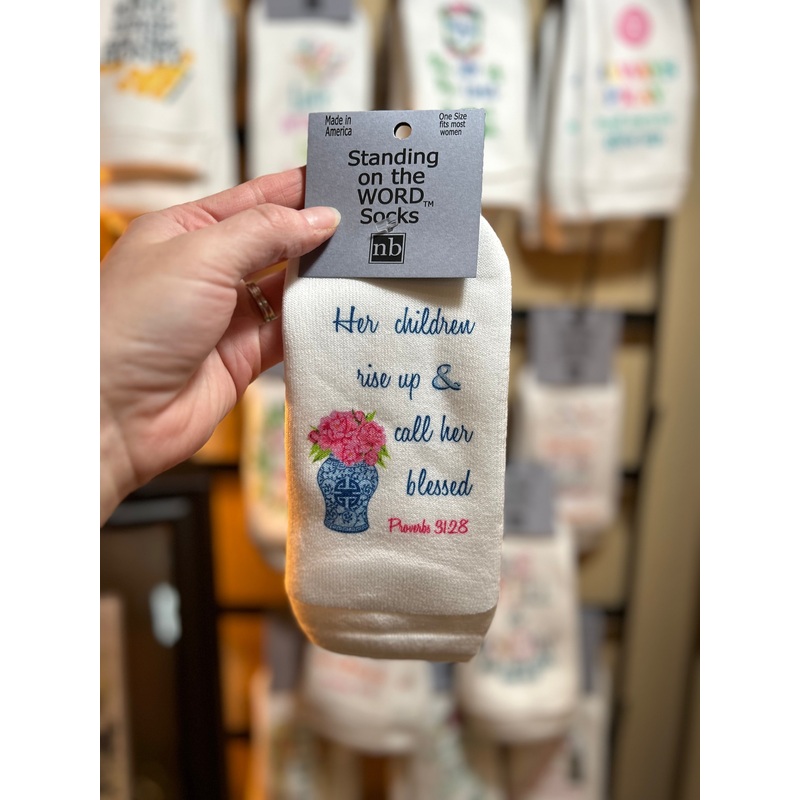 Made in
America
One Size
fits most
women
Standing
on the
WORD™
Socks
nb
Her children
rise up &
call her
blessed
Proverbs 31:28